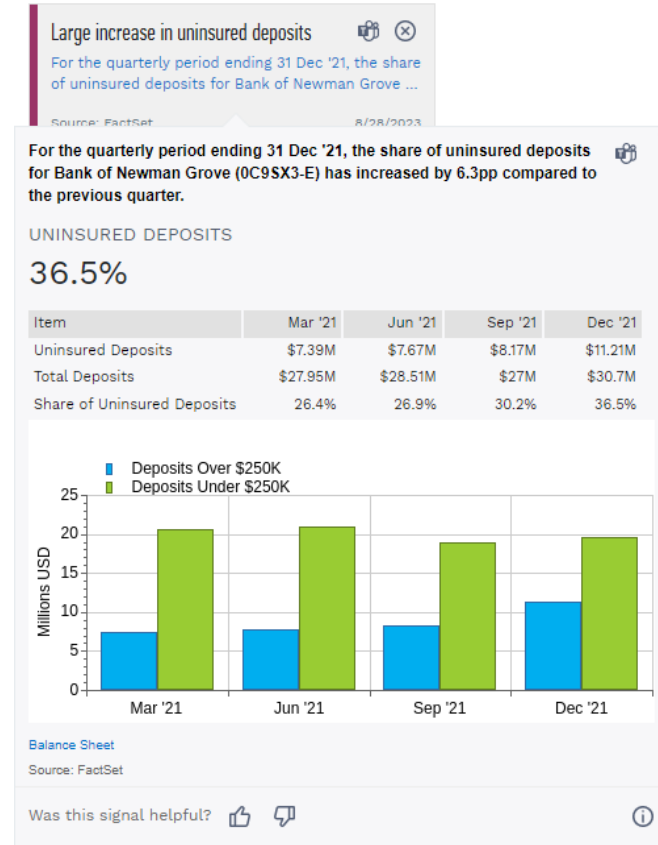 Large increase in uninsured deposits
For the quarterly period ending 31 Dec '21, the share
of uninsured deposits for Bank of Newman Grove ...
Source: FactSet 8/28/2023
For the quarterly period ending 31 Dec '21, the share of uninsured deposits
for Bank of Newman Grove (0C9SX3-E) has increased by 6.3pp compared to
the previous quarter.
UNINSURED DEPOSITS
36.5%
Item Mar '21 Jun '21 Sep '21 Dec '21
Uninsured Deposits $7.39M $7.67M $8.17M $11.21M
Total Deposits $27.95M $28.51M $27M $30.7M
Share of Uninsured Deposits 26.4% 26.9% 30.2% 36.5%
Deposits Over $250K
Deposits Under $250K
Millions USD
25
20
15
10
5
0
Mar '21 Jun '21 Sep '21 Dec '21
Balance Sheet
Source: FactSet
Was this signal helpful?